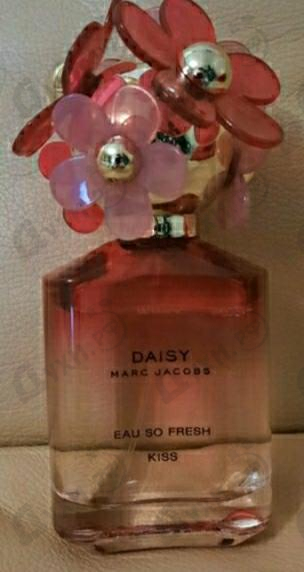 DAISY
MARC JACOBS
EAU SO FRESH
KISS